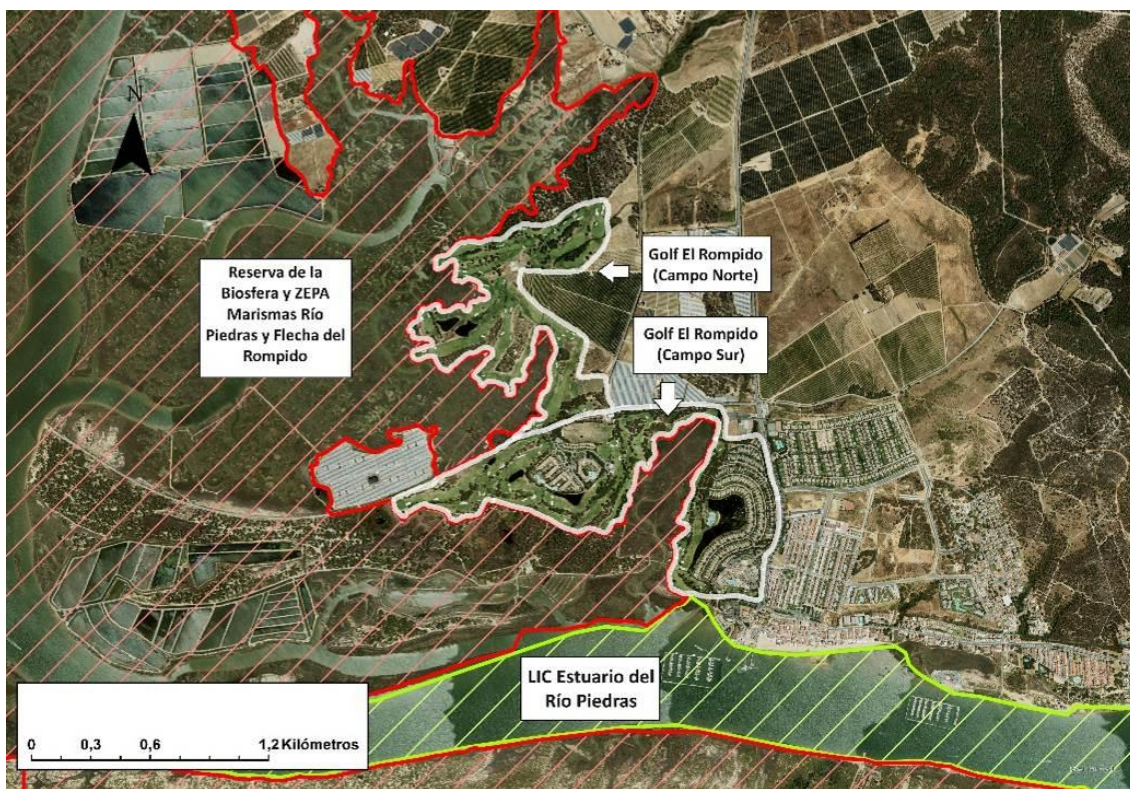 N
Reserva de la
Biosfera y ZEPA
Marismas Río
Piedras y Flecha del
Rompido
Golf El Rompido
(Campo Norte)
Golf El Rompido
(Campo Sur)
LIC Estuario del
Río Piedras
0 0,3 0,6 1,2 Kilómetros